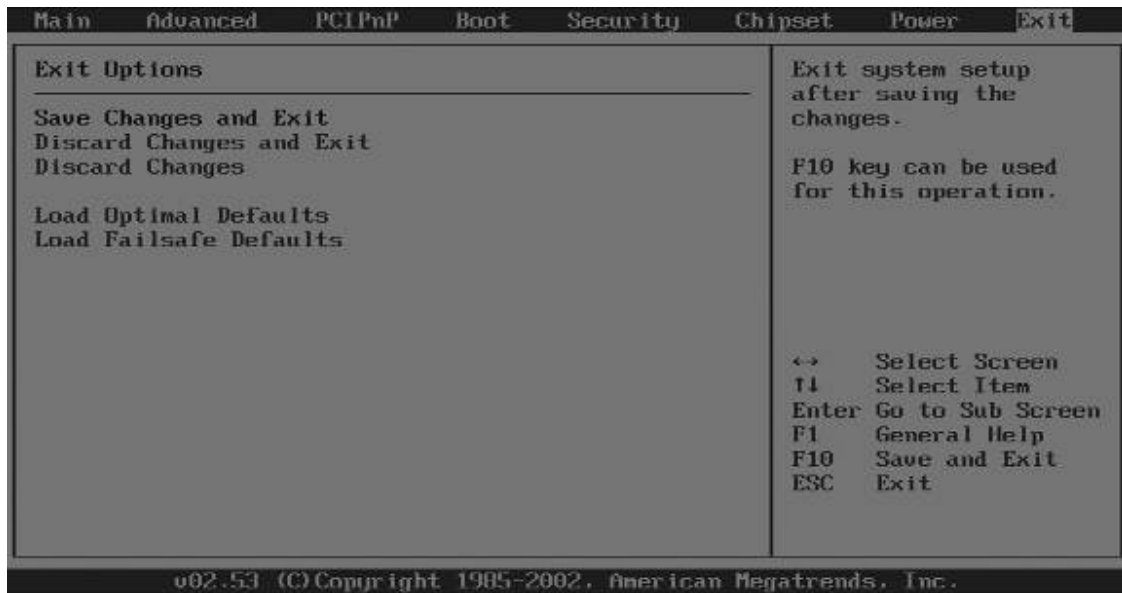 Main Advanced PCIPnP Boot Security Chipset Power Exit
Exit Options
Save Changes and Exit
Discard Changes and Exit
Discard Changes
Load Optimal Defaults
Load Failsafe Defaults
Exit system setup
after saving the
changes.
F10 key can be used
for this operation.
↔ Select Screen
↑↓ Select Item
Enter Go to Sub Screen
F1 General Help
F10 Save and Exit
ESC Exit
v02.53 (C)Copyright 1985-2002, American Megatrends, Inc.